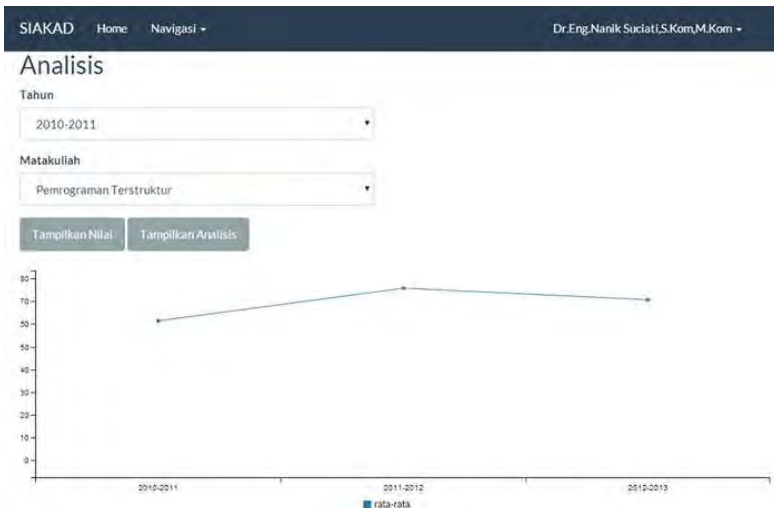 SIAKAD Home Navigasi Dr.Eng.Nanik Suciati,S.Kom,M.Kom
Analisis
Tahun
2010-2011
Matakuliah
Pemrograman Terstruktur
Tampilkan Nilai Tampilkan Analisis
80
70
60
50
40
30
20
10
0
2010-2011 2011-2012 2012-2013
rata-rata